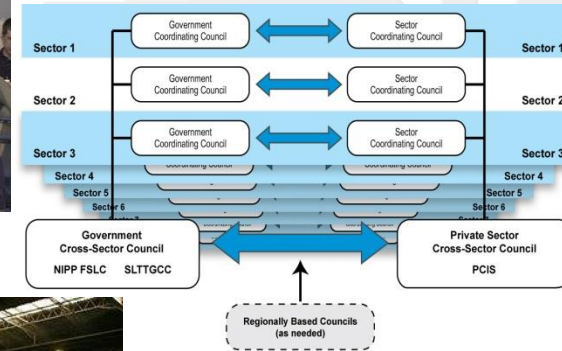 Sector 1
Government
Coordinating Council
Sector
Coordinating Council
Sector 1
Sector 2
Government
Coordinating Council
Sector
Coordinating Council
Sector 2
Sector 3
Government
Coordinating Council
Sector
Coordinating Council
Sector 3
Sector 4
Sector 4
Sector 5
Sector 5
Sector 6
Sector 6
Government
Cross-Sector Council
NIPP FSLC SLTTGCC
Private Sector
Cross-Sector Council
PCIS
Regionally Based Councils
(as needed)